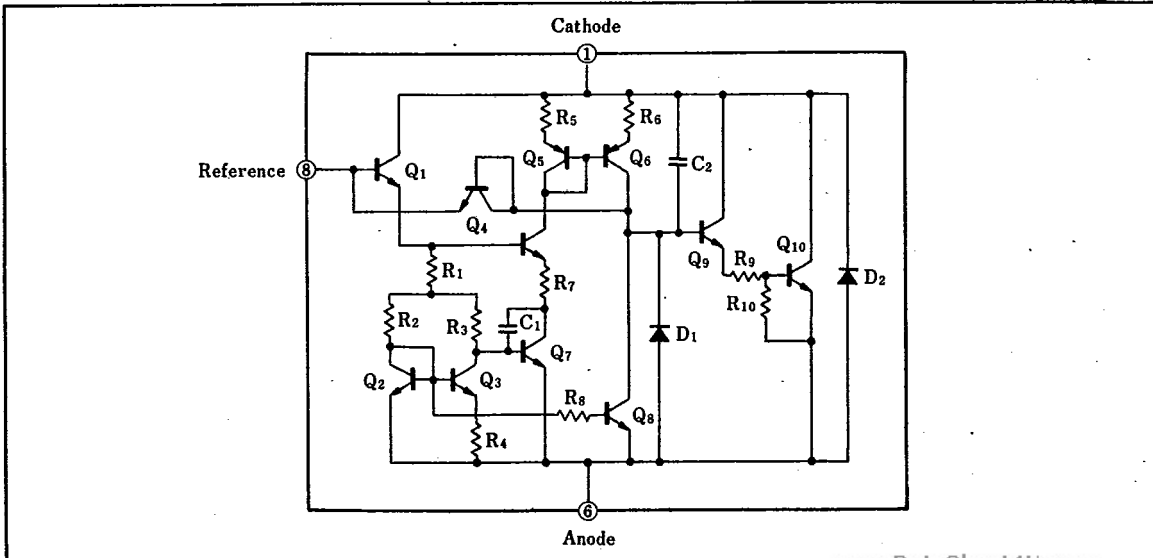 Cathode
1
R5
R6
Reference 8
Q1
Q5
Q6
C2
Q4
Q9
R9
Q10
R1
R7
R10
D2
R2
R3
C1
D1
Q2
Q3
Q7
R8
Q8
R4
6
Anode